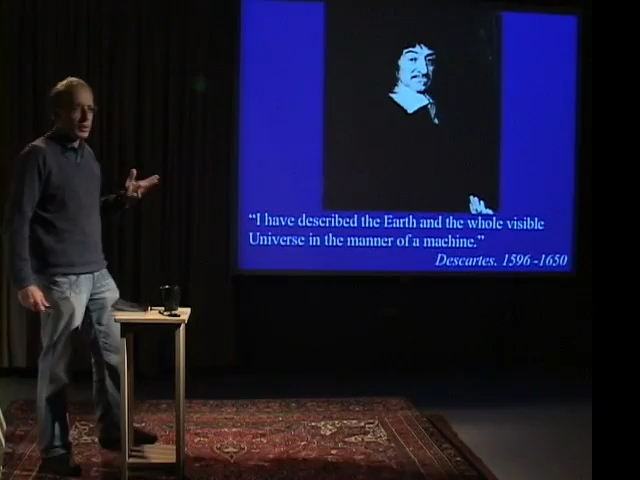 “I have described the Earth and the whole visible
Universe in the manner of a machine.”
Descartes. 1596 -1650